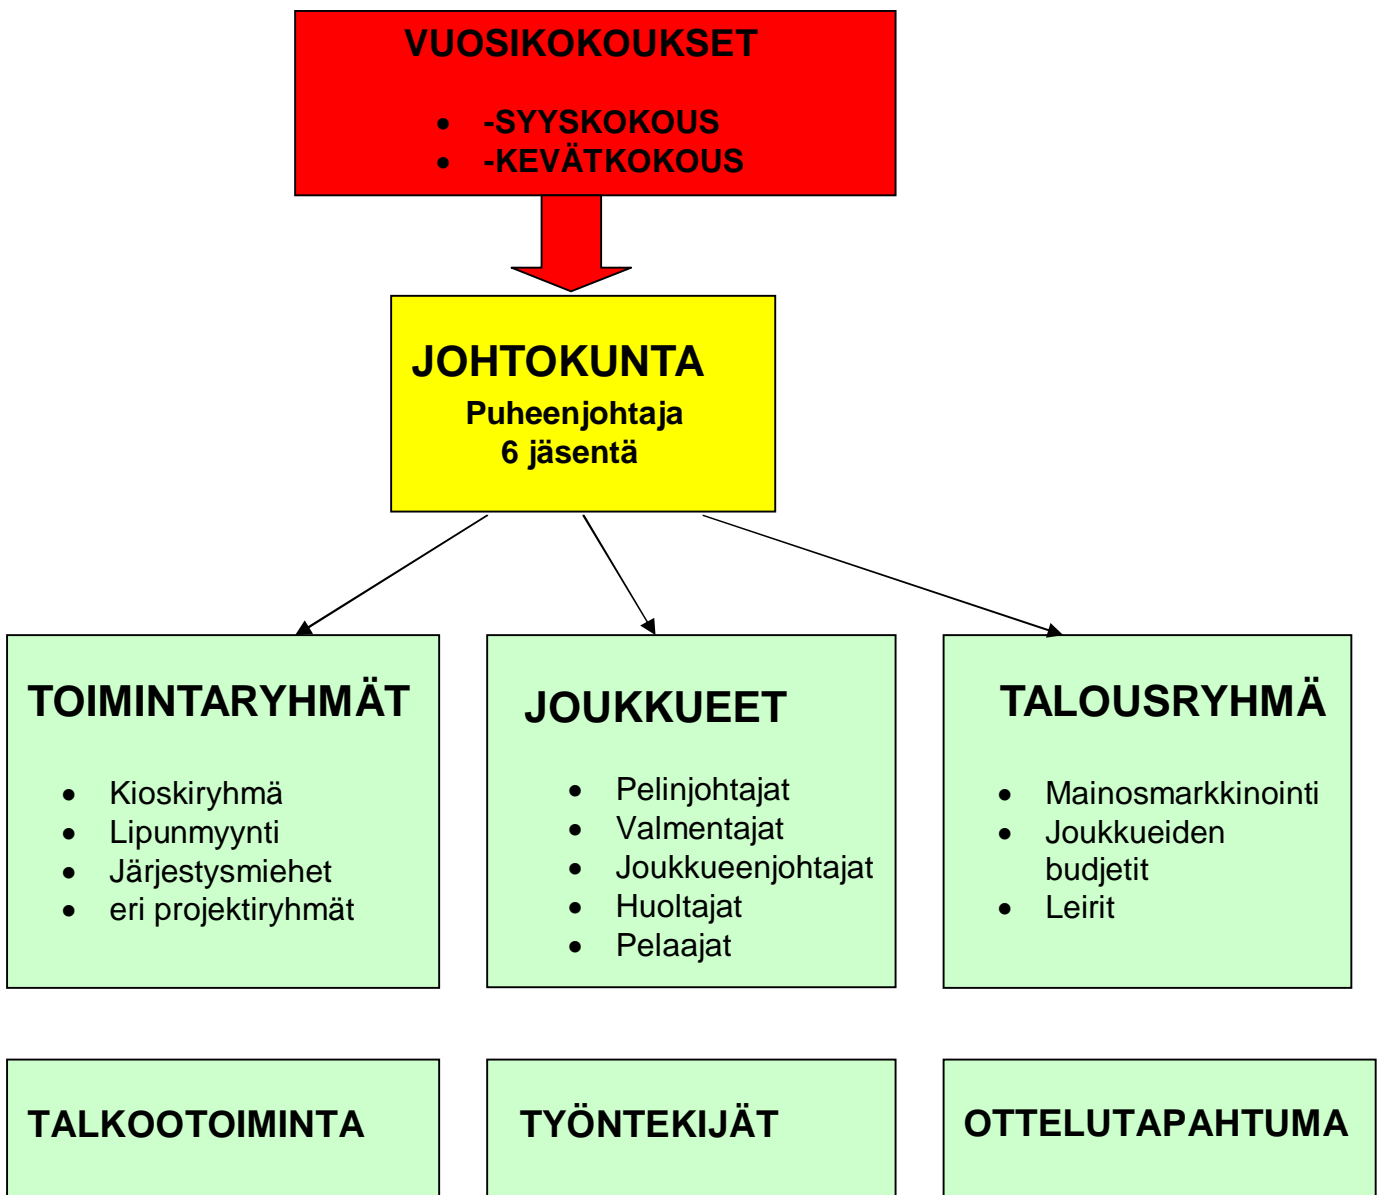 VUOSIKOKOUKSET
• -SYYSKOKOUS
• -KEVÄTKOKOUS
JOHTOKUNTA
Puheenjohtaja
6 jäsentä
TOIMINTARYHMÄT
• Kioskiryhmä
• Lipunmyynti
• Järjestysmiehet
• eri projektiryhmät
JOUKKUEET
• Pelinjohtajat
• Valmentajat
• Joukkueenjohtajat
• Huoltajat
• Pelaajat
TALOUSRYHMÄ
• Mainosmarkkinointi
• Joukkueiden
budjetit
• Leirit
TALKOOTOIMINTA
TYÖNTEKIJÄT
OTTELUTAPAHTUMA